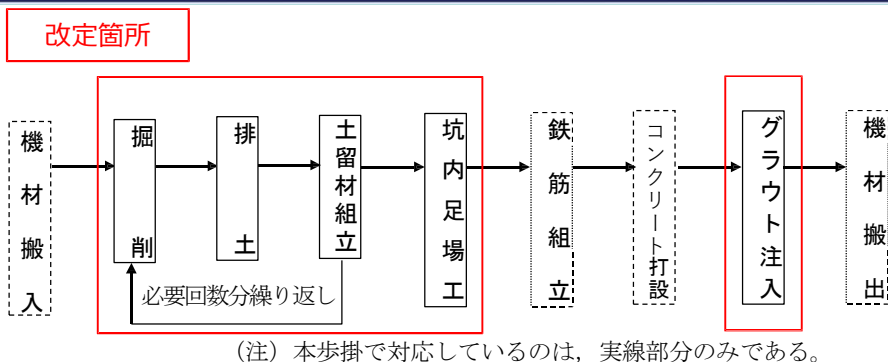 改定箇所
機材搬入
掘削
排土
土留材組立
坑内足場工
鉄筋組立
コンクリート打設
グラウト注入
機材搬出
必要回数分繰り返し
(注)本歩掛で対応しているのは,実線部分のみである。